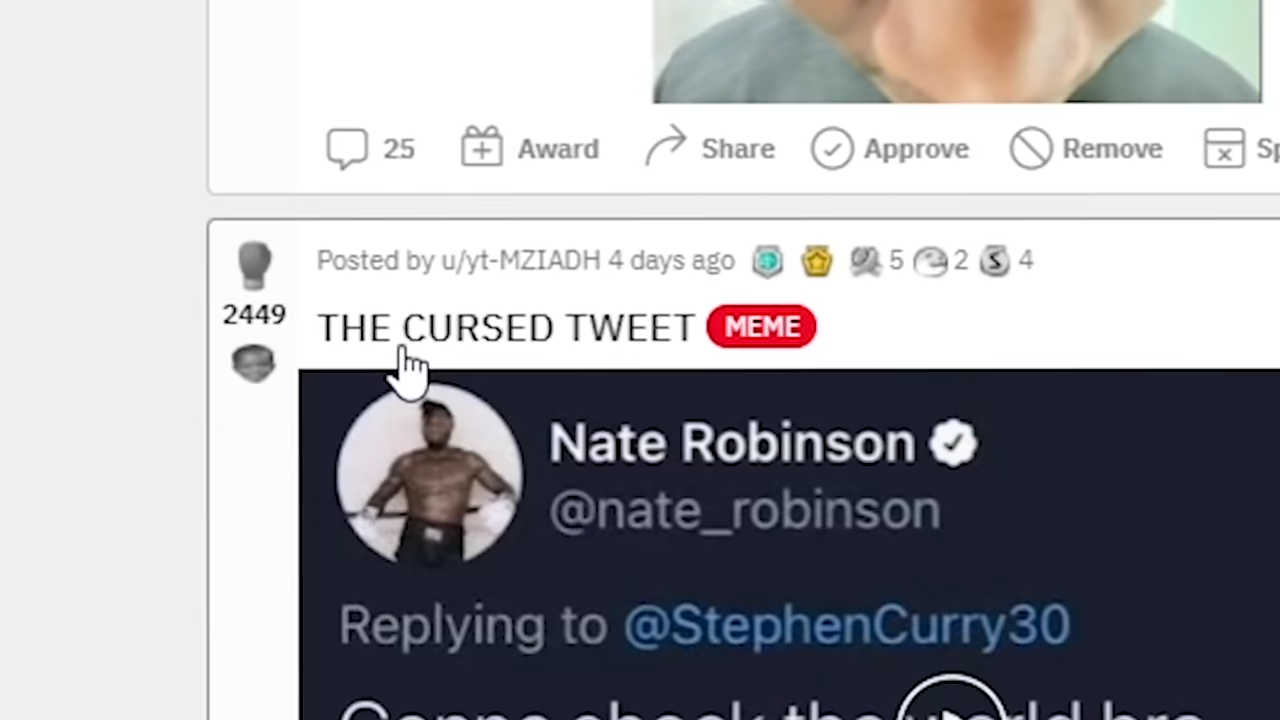 25 Award Share Approve Remove
Posted by u/yt-MZIADH 4 days ago 5 2 4
2449
THE CURSED TWEET MEME
Nate Robinson
@nate_robinson
Replying to @StephenCurry30